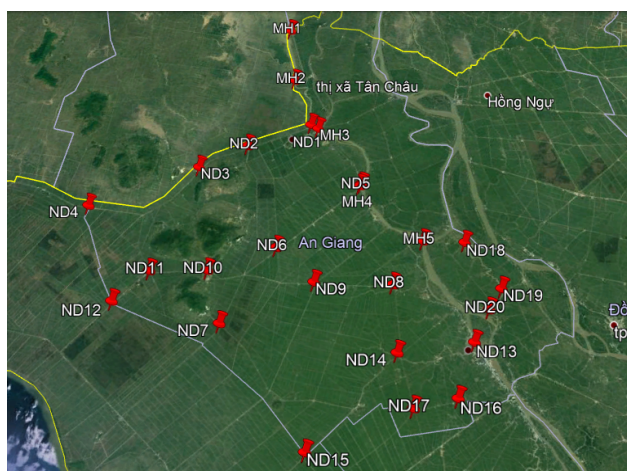 MH1
MH2
thị xã Tân Châu
Hồng Ngự
MH3
ND1
ND2
ND3
ND5
MH4
ND4
ND6
An Giang
MH5
ND18
ND11
ND10
ND9
ND8
ND19
ND12
ND20
ND7
tp
ND13
ND14
ND17
ND16
ND15